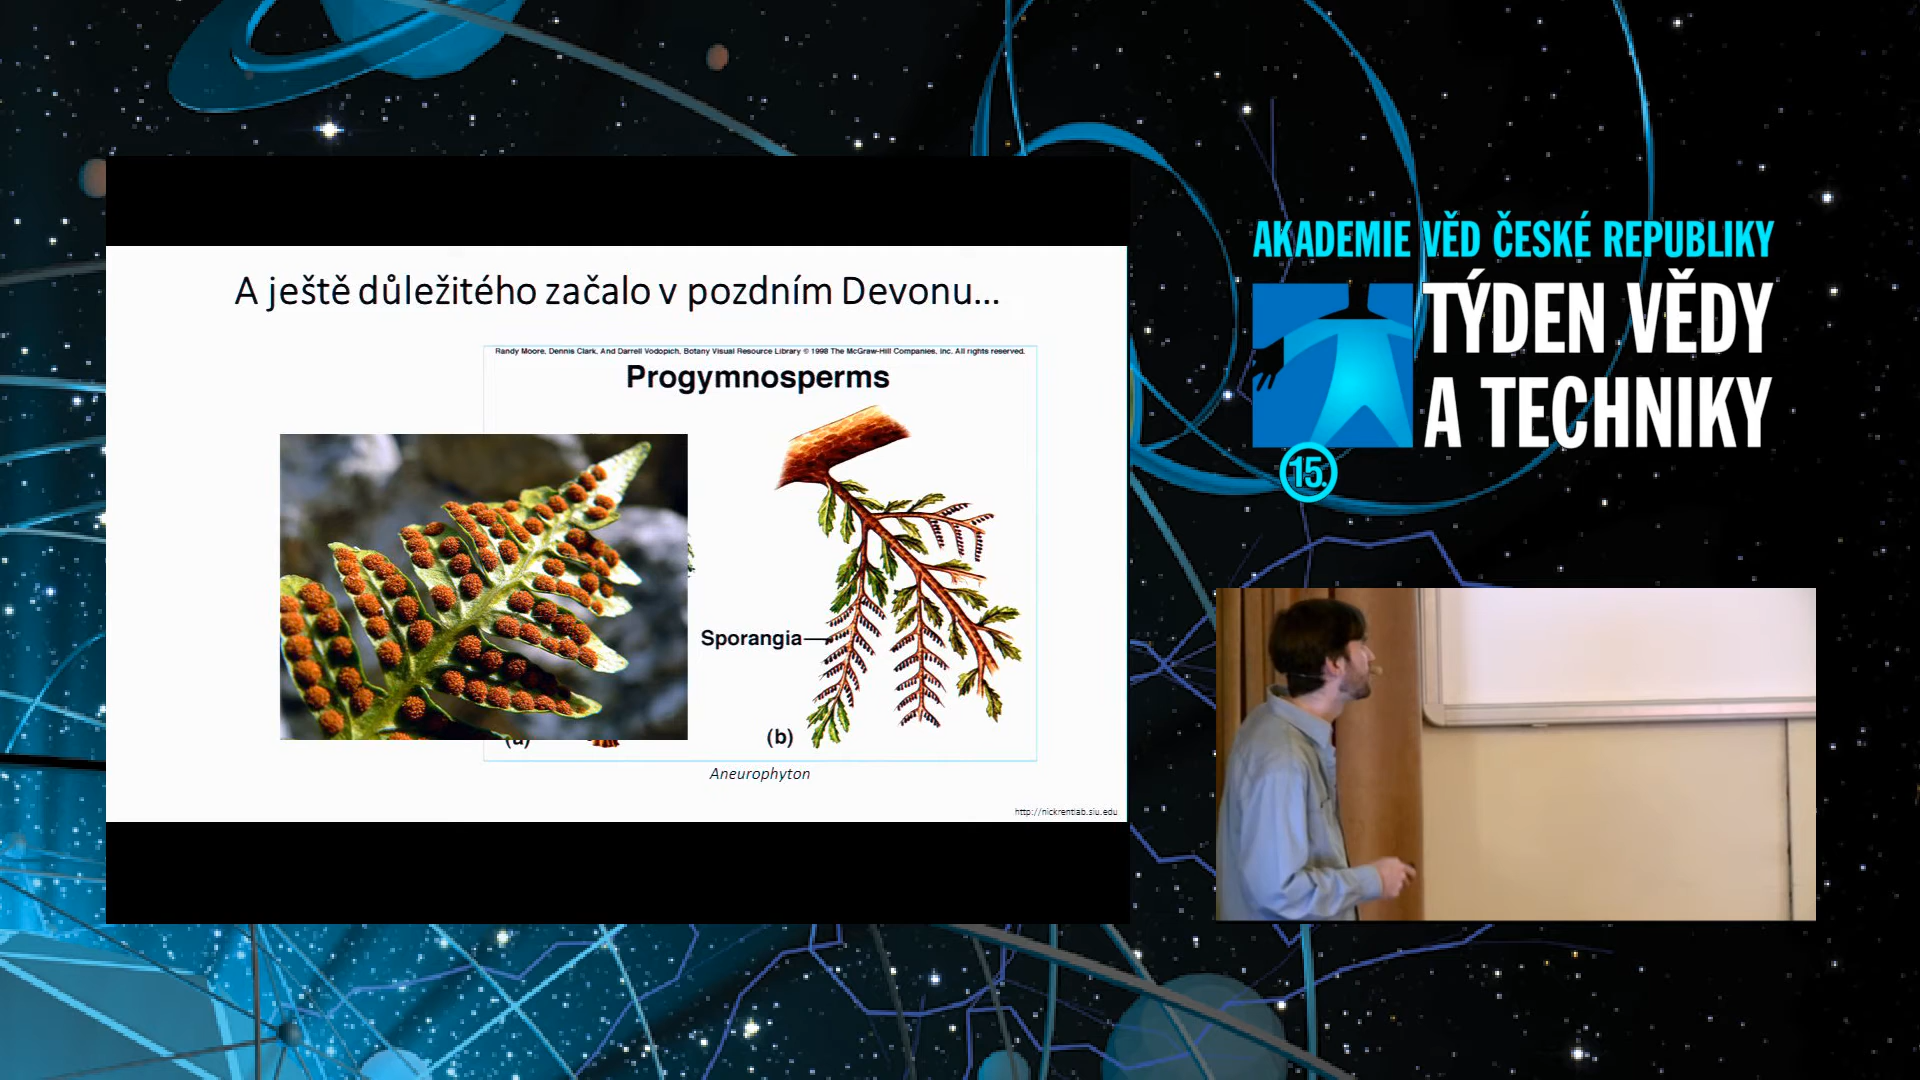 A ještě důležitého začalo v pozdním Devonu...
Randy Moore, Dennis Clark, And Darrell Vodopich, Botany Visual Resource Library © 1998 The McGraw-Hill Companies, Inc. All rights reserved.
Progymnosperms
Sporangia
(a)
(b)
Aneurophyton
http://nickrentlab.siu.edu
AKADEMIE VĚD ČESKÉ REPUBLIKY
TÝDEN VĚDY
A TECHNIKY
15.